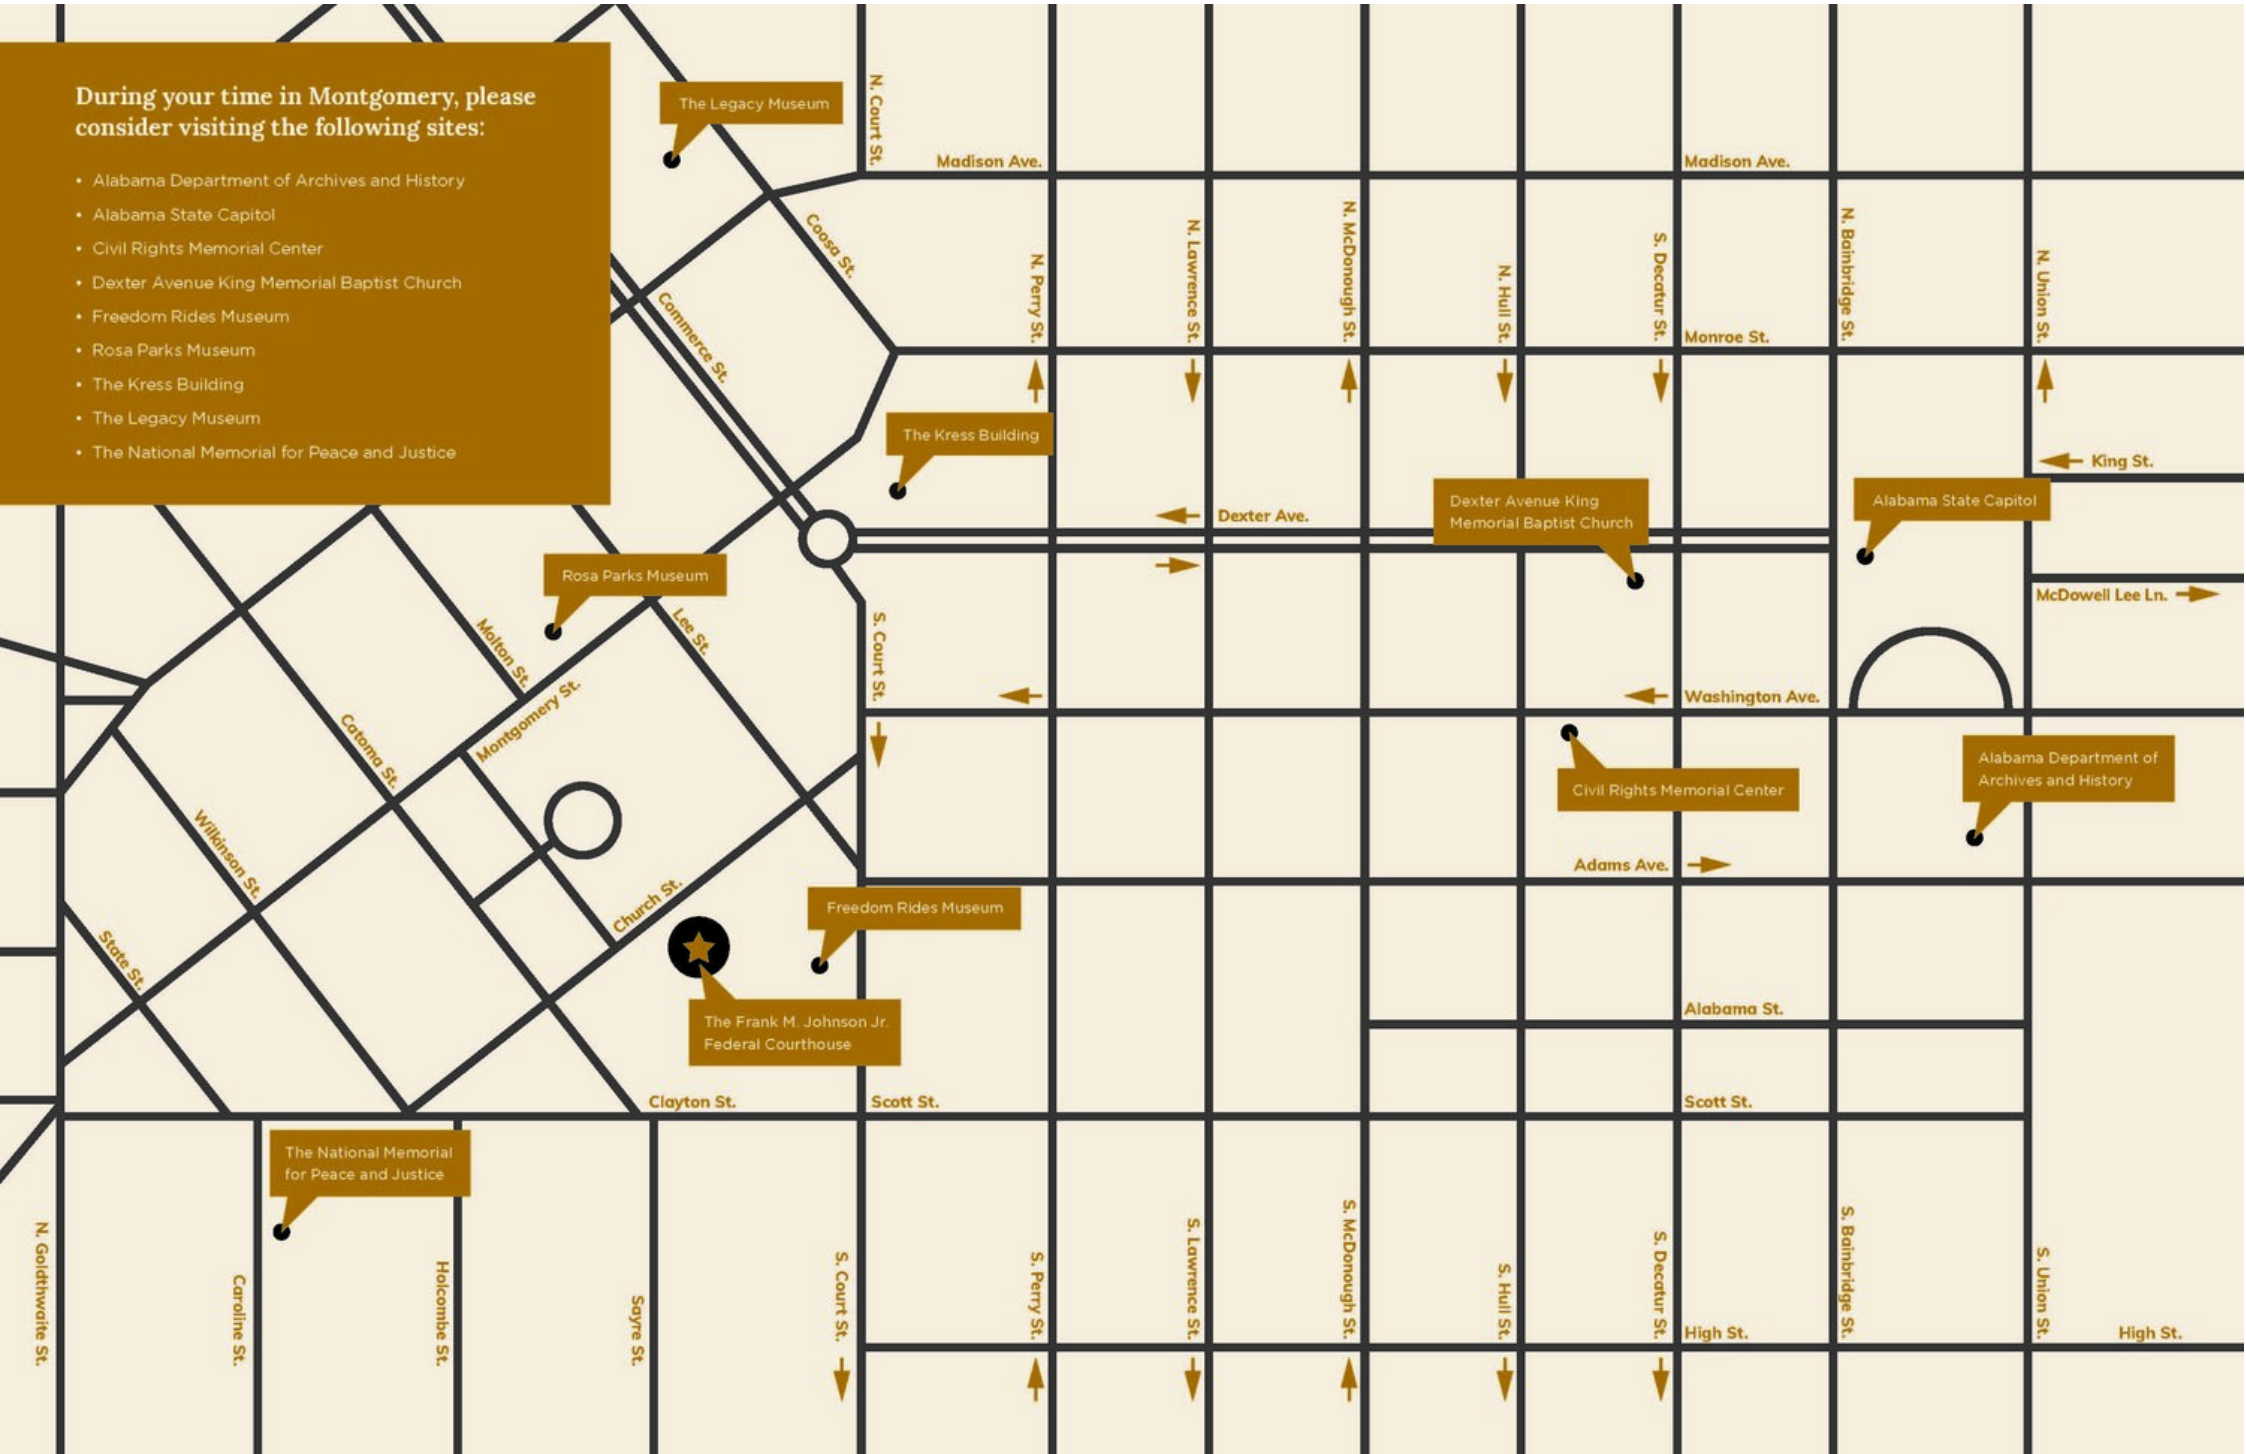 During your time in Montgomery, please
consider visiting the following sites:
• Alabama Department of Archives and History
• Alabama State Capitol
• Civil Rights Memorial Center
• Dexter Avenue King Memorial Baptist Church
• Freedom Rides Museum
• Rosa Parks Museum
• The Kress Building
• The Legacy Museum
• The National Memorial for Peace and Justice
The Legacy Museum
N. Court St.
Madison Ave.
Madison Ave.
Coosa St.
Commerce St.
N. Perry St.
N. Lawrence St.
N. McDonough St.
N. Hull St.
S. Decatur St.
N. Bainbridge St.
N. Union St.
Monroe St.
The Kress Building
King St.
Dexter Ave.
Dexter Avenue King
Memorial Baptist Church
Alabama State Capitol
McDowell Lee Ln.
Rosa Parks Museum
Molton St.
Lee St.
S. Court St.
Montgomery St.
Washington Ave.
Catoma St.
Civil Rights Memorial Center
Alabama Department of
Archives and History
Wilkinson St.
Adams Ave.
Church St.
Freedom Rides Museum
State St.
The Frank M. Johnson Jr.
Federal Courthouse
Alabama St.
Clayton St.
Scott St.
Scott St.
The National Memorial
for Peace and Justice
N. Goldthwaite St.
Caroline St.
Holcombe St.
Sayre St.
S. Court St.
S. Perry St.
S. Lawrence St.
S. McDonough St.
S. Hull St.
S. Decatur St.
S. Bainbridge St.
S. Union St.
High St.
High St.